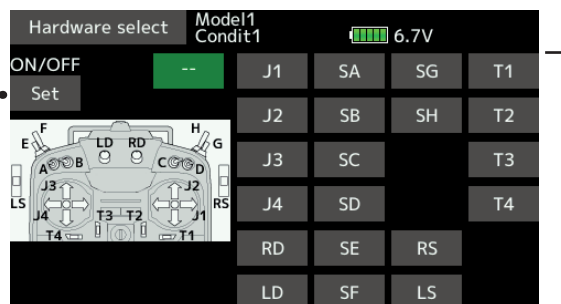 Hardware select Model1
Condit1 6.7V
ON/OFF -- J1 SA SG T1
Set
J2 SB SH T2
J3 SC T3
J4 SD T4
RD SE RS
LD SF LS
F H
E LD RD G
A B C D
J3 J2
LS J4 T3 T2 J1 RS
T4 T1